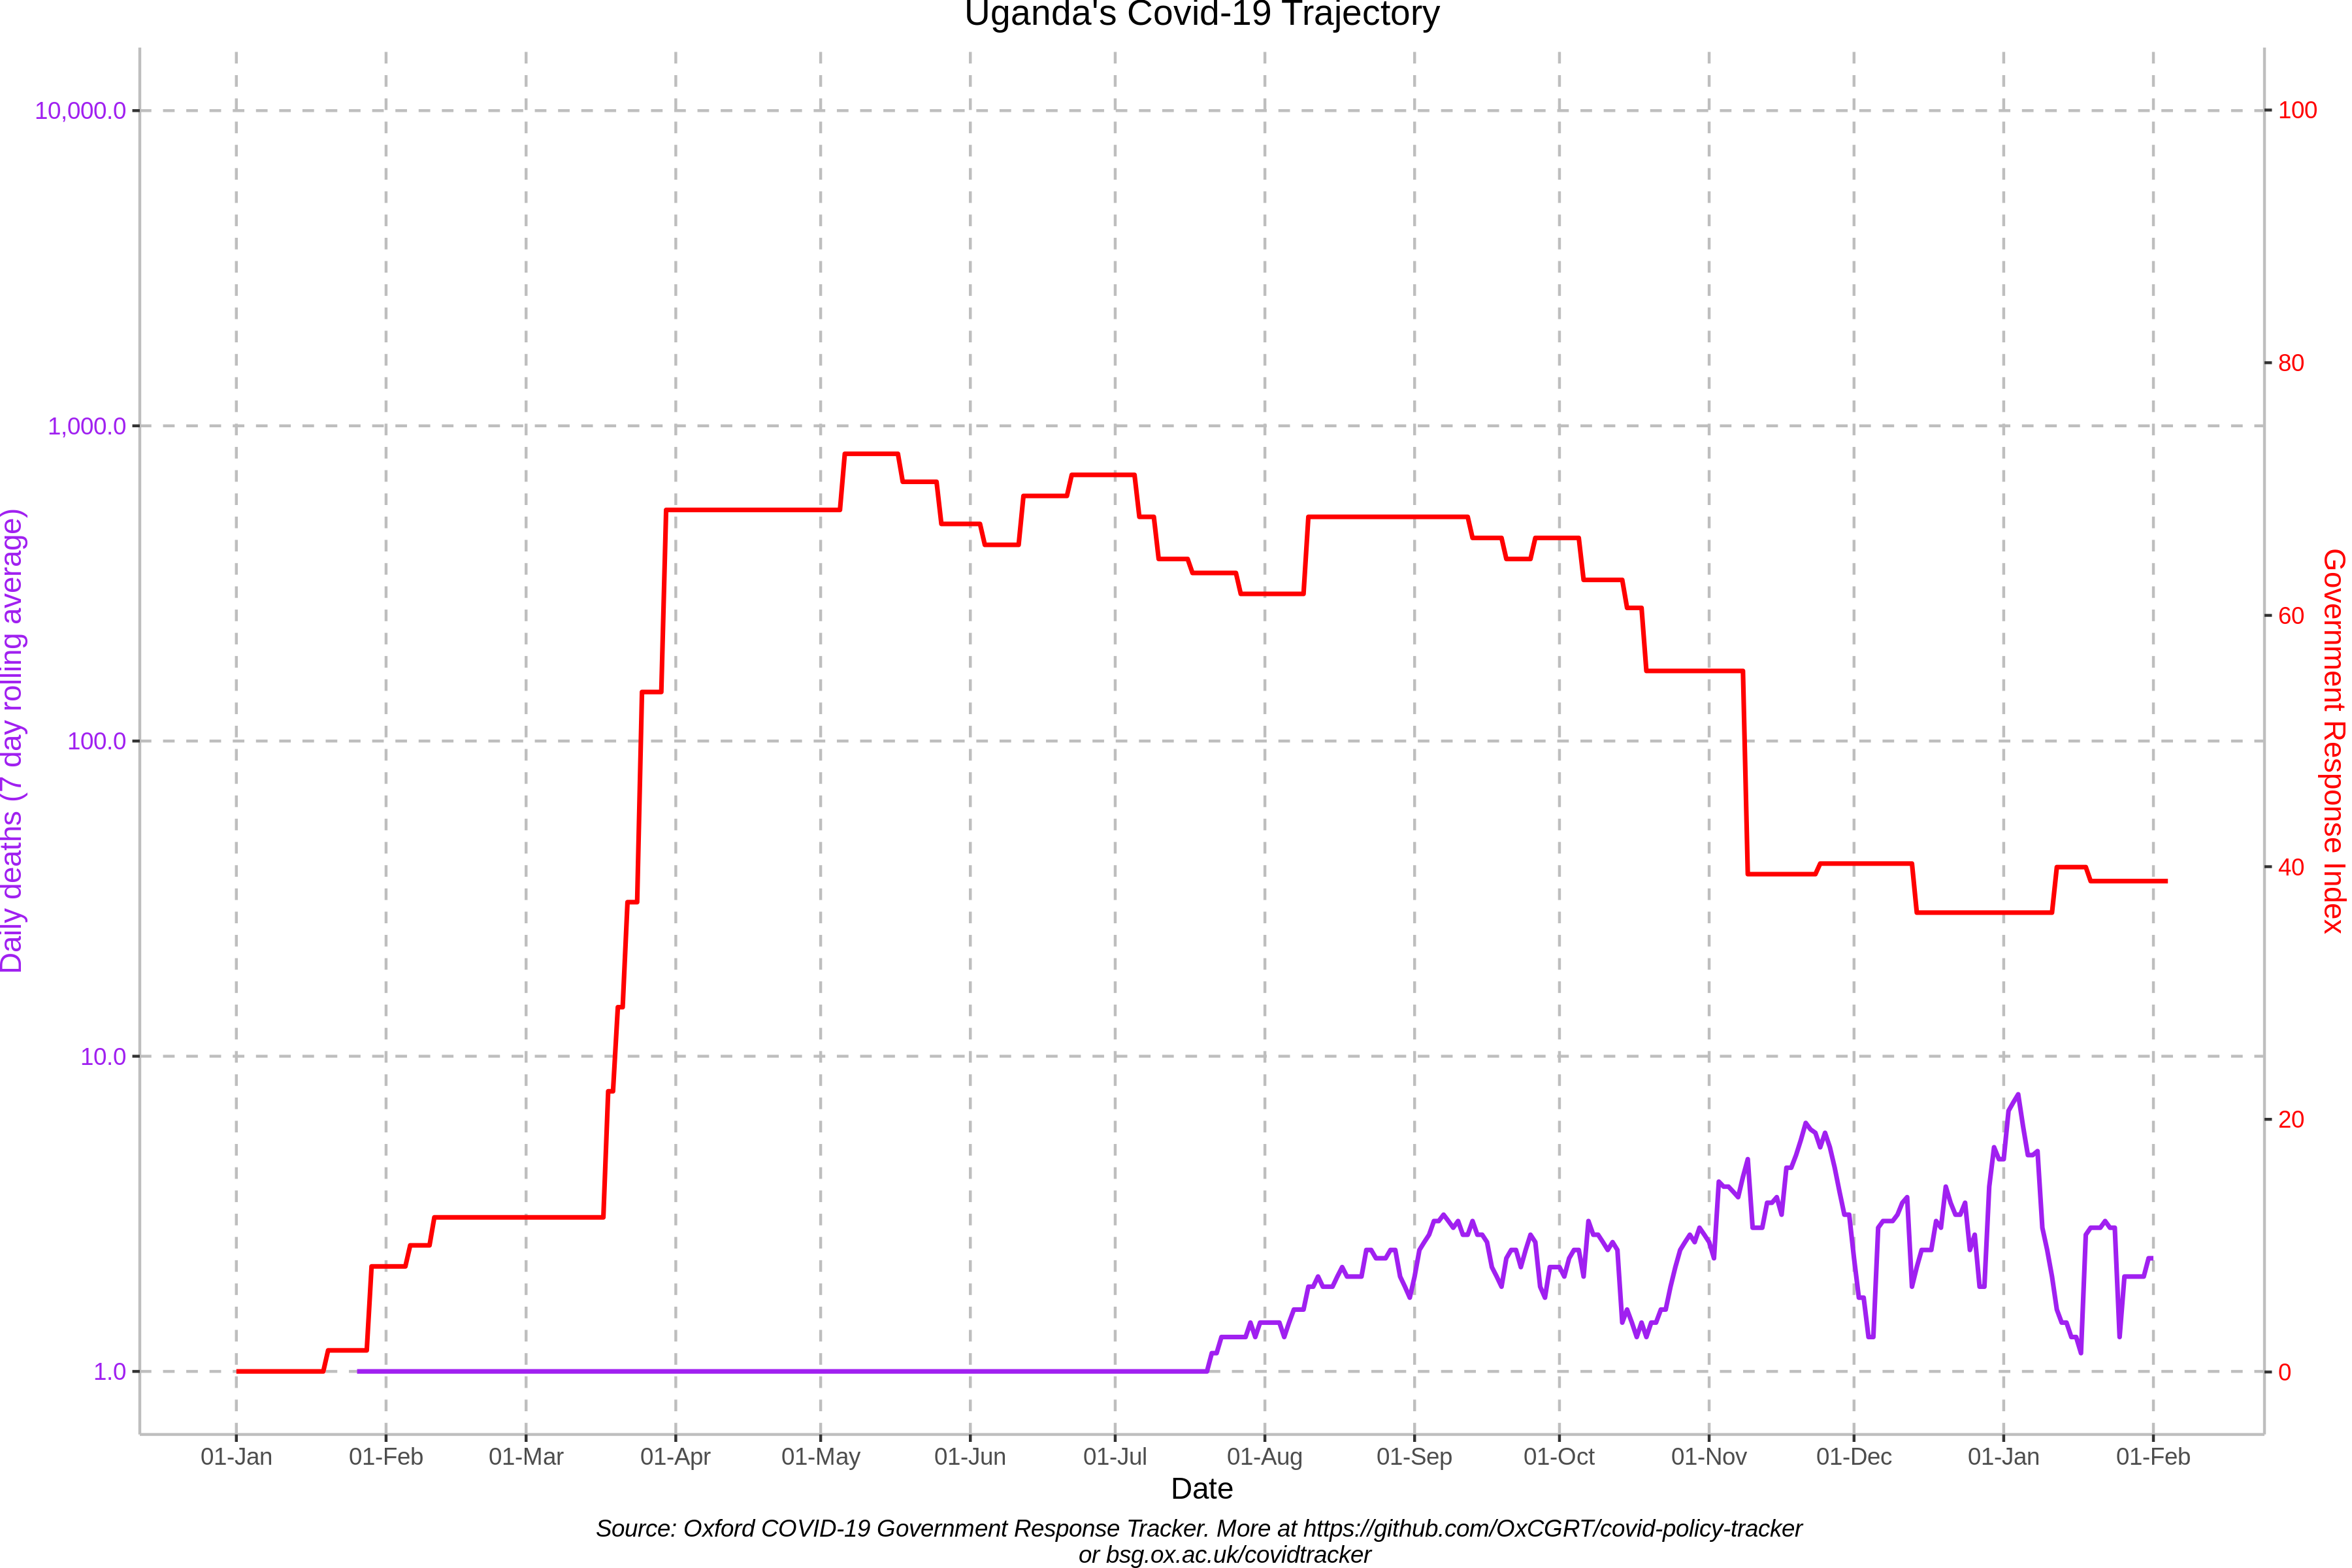 Uganda's Covid-19 Trajectory
Daily deaths (7 day rolling average)
10,000.0
1,000.0
100.0
10.0
1.0
100
80
60
40
20
0
Government Response Index
01-Jan 01-Feb 01-Mar 01-Apr 01-May 01-Jun 01-Jul 01-Aug 01-Sep 01-Oct 01-Nov 01-Dec 01-Jan 01-Feb
Date
Source: Oxford COVID-19 Government Response Tracker. More at https://github.com/OxCGRT/covid-policy-tracker
or bsg.ox.ac.uk/covidtracker